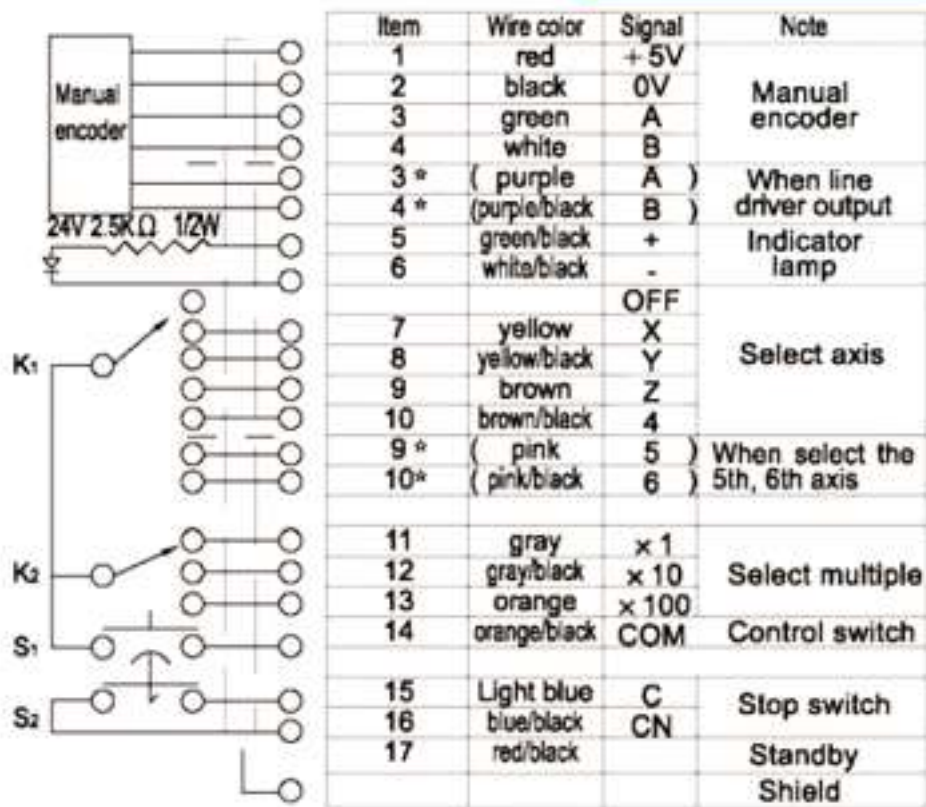 Item Wire color Signal Note
1 red +5V
2 black 0V
3 green A
4 white B
Manual
encoder
3* ( purple A )
4* (purple/black B )
When line
driver output
5 green/black +
6 white/black -
Indicator
lamp
OFF
7 yellow X
8 yellow/black Y
9 brown Z
10 brown/black 4
Select axis
9* ( pink 5 )
10* ( pink/black 6 )
When select the
5th, 6th axis
11 gray ×1
12 gray/black ×10
13 orange ×100
Select multiple
14 orange/black COM Control switch
15 Light blue C
16 blue/black CN
Stop switch
17 red/black Standby
Shield
Manual
encoder
24V 2.5KΩ 1/2W
K1
K2
S1
S2